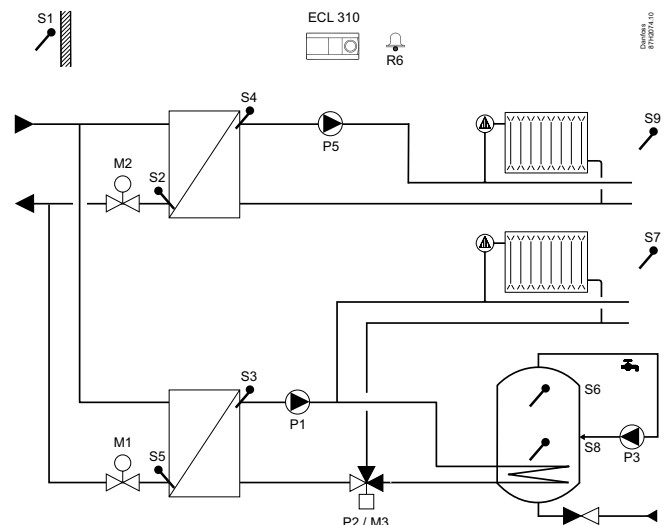 S1
ECL 310
R6
Danfoss
87H2074.10
S4
P5
S9
M2
S2
S7
S3
P1
S6
M1
S5
S8
P3
P2 / M3